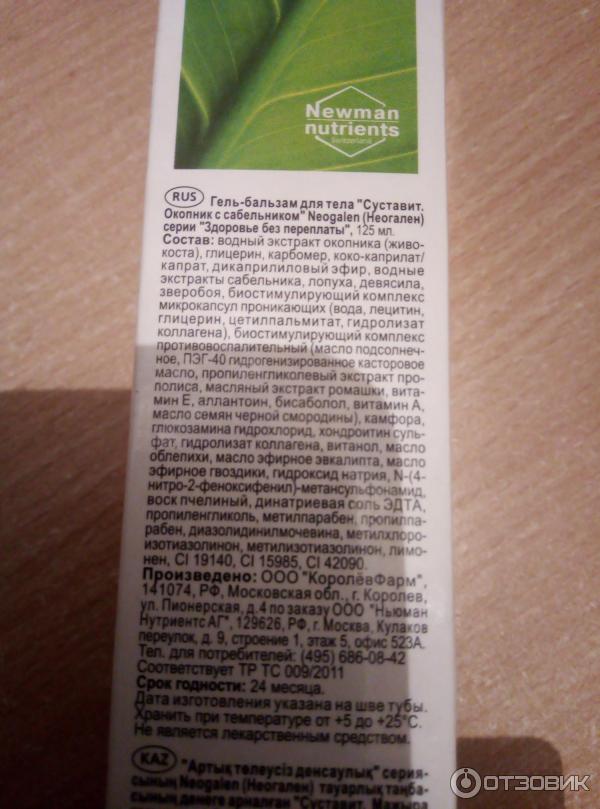 Newman
nutrients
Switzerland
RUS Гель-бальзам для тела "Суставит.
Окопник с сабельником" Neogalen (Неогален)
серии "Здоровье без переплаты", 125 мл.
Состав: водный экстракт окопника (живо-
коста), глицерин, карбомер, коко-каприлат/
капрат, дикаприлиловый эфир, водные
экстракты сабельника, лопуха, девясила,
зверобоя, биостимулирующий комплекс
микрокапсул проникающих (вода, лецитин,
глицерин, цетилпальмитат, гидролизат
коллагена), биостимулирующий комплекс
противовоспалительный (масло подсолнеч-
ное, ПЭГ-40 гидрогенизированное касторовое
масло, пропиленгликолевый экстракт про-
полиса, масляный экстракт ромашки, вита-
мин Е, аллантоин, бисаболол, витамин А,
масло семян черной смородины), камфора,
глюкозамина гидрохлорид, хондроитин суль-
фат, гидролизат коллагена, витанол, масло
облепихи, масло эфирное эвкалипта, масло
эфирное гвоздики, гидроксид натрия, N-(4-
нитро-2-феноксифенил)-метансульфонамид,
воск пчелиный, динатриевая соль ЭДТА,
пропиленгликоль, метилпарабен, пропилпа-
рабен, диазолидинилмочевина, метилхлоро-
изотиазолинон, метилизотиазолинон, лимо-
нен, CI 19140, CI 15985, CI 42090.
Произведено: ООО "КоролёвФарм",
141074, РФ, Московская обл., г. Королев,
ул. Пионерская, д.4 по заказу ООО "Ньюман
Нутриентс АГ", 129626, РФ, г. Москва, Кулаков
переулок, д. 9, строение 1, этаж 5, офис 523А.
Тел. для потребителей: (495) 686-08-42
Соответствует ТР ТС 009/2011
Срок годности: 24 месяца.
Дата изготовления указана на шве тубы.
Хранить при температуре от +5 до +25°С.
Не является лекарственным средством.
KAZ "Артық төлеусіз денсаулық" серия-
сының Neogalen (Неогален) тауарлық таңба-
сының денеге арналған "Суставит.
ОТЗОВИК